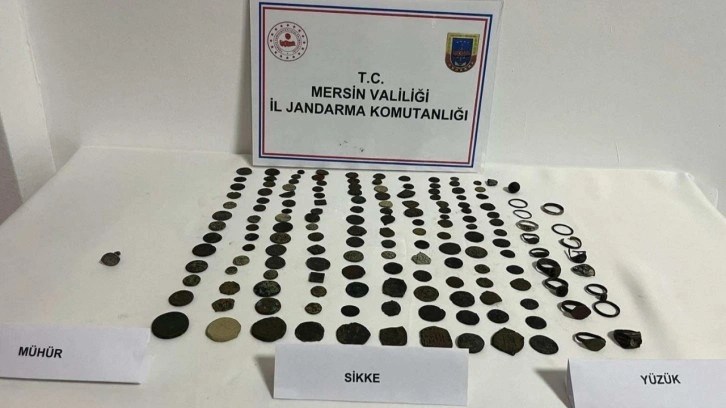 T.C.
MERSİN VALİLİĞİ
İL JANDARMA KOMUTANLIĞI
MÜHÜR
SİKKE
YÜZÜK